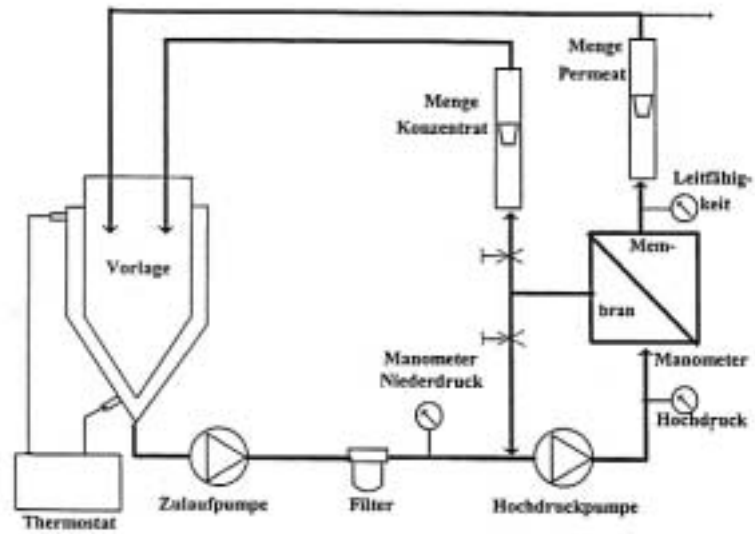 Menge
Permeat
Menge
Konzentrat
Leitfähig-
keit
Vorlage
Mem-
bran
Manometer
Niederdruck
Manometer
Hochdruck
Zulaufpumpe
Filter
Hochdruckpumpe
Thermostat